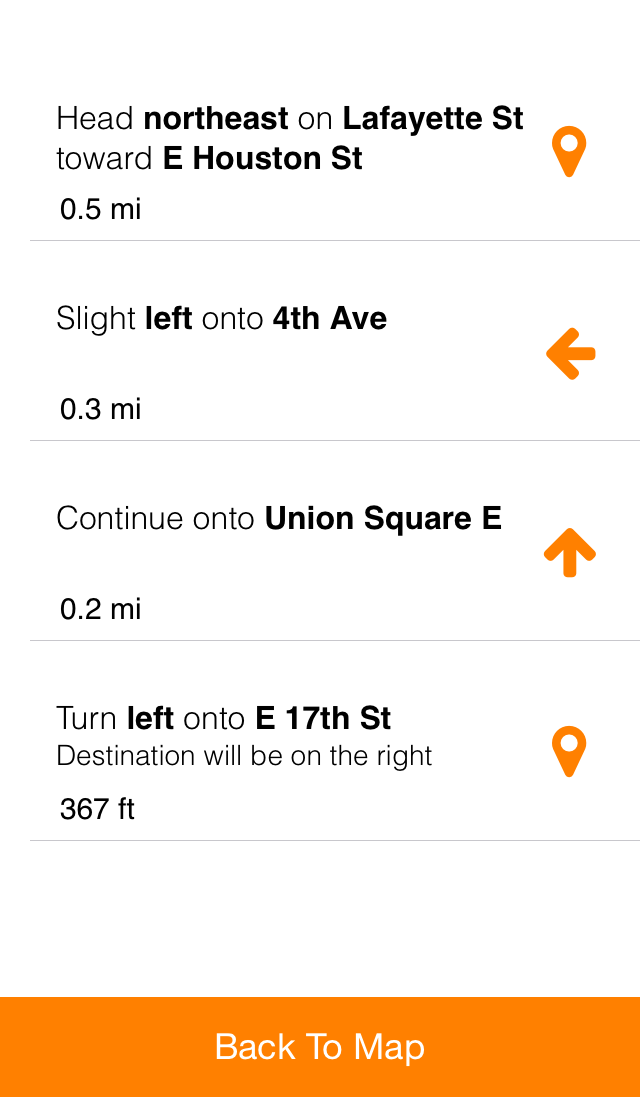 Head northeast on Lafayette St
toward E Houston St
0.5 mi
Slight left onto 4th Ave
0.3 mi
Continue onto Union Square E
0.2 mi
Turn left onto E 17th St
Destination will be on the right
367 ft
Back To Map